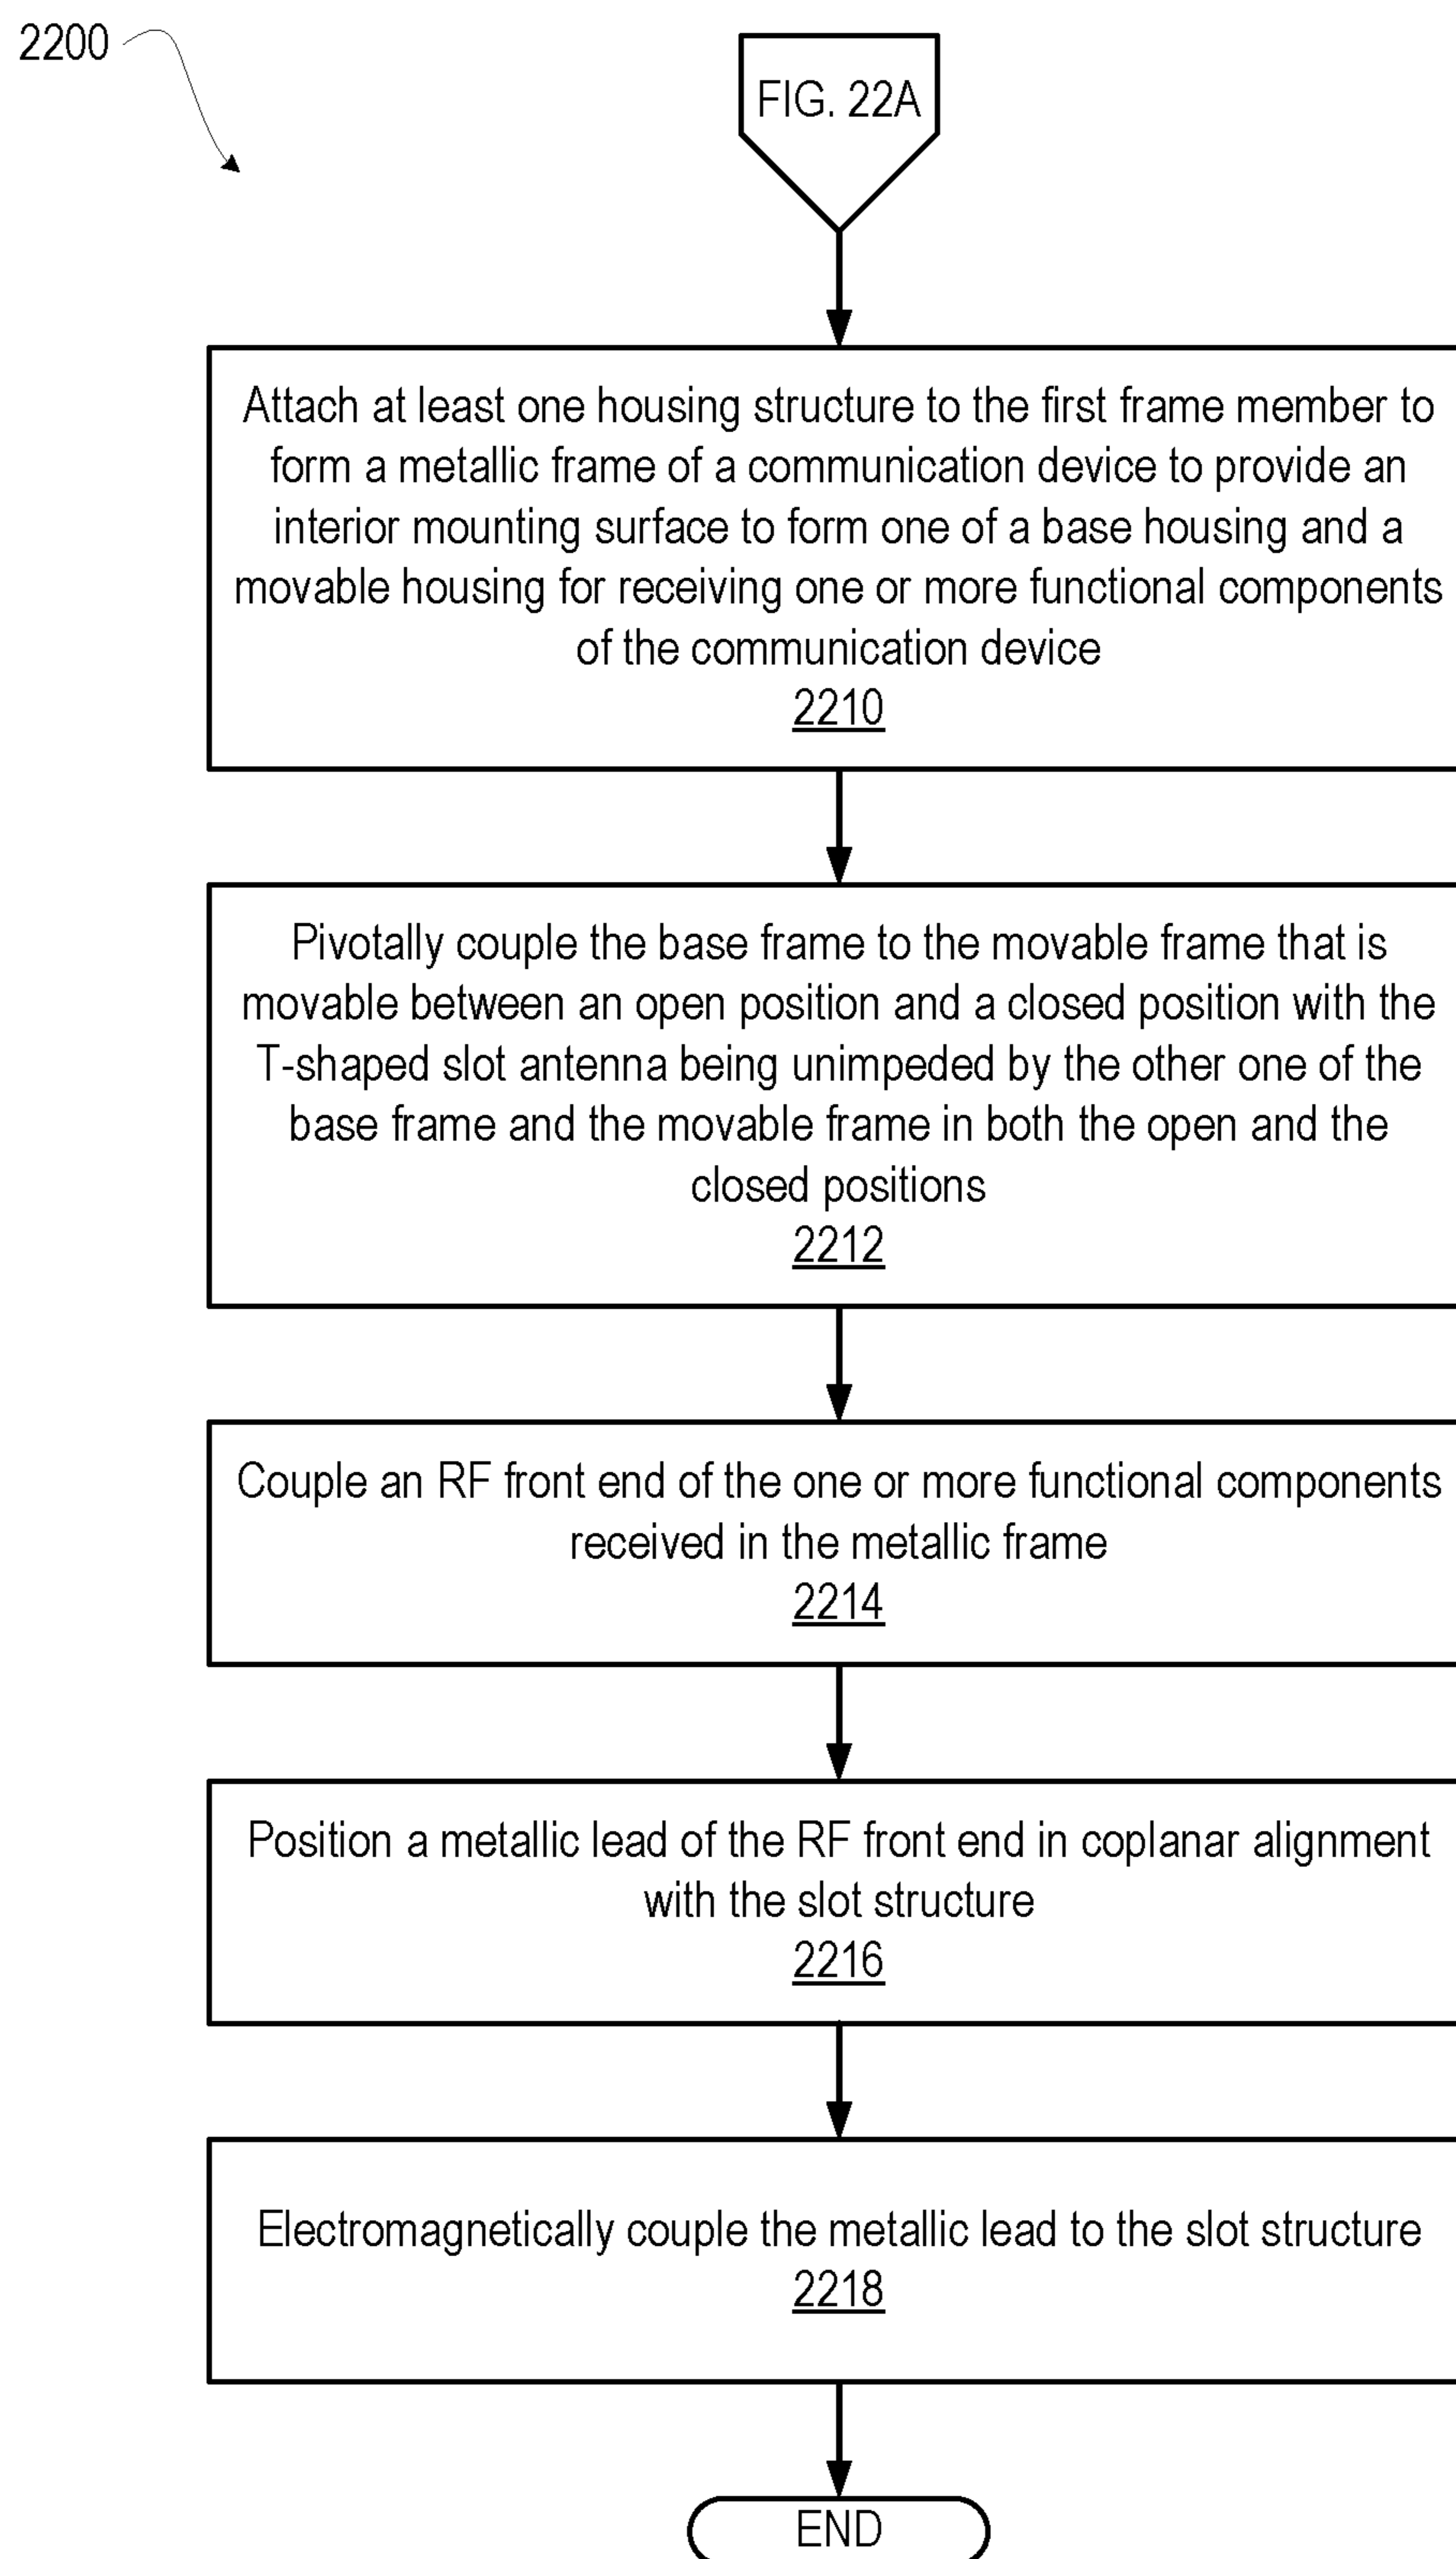 2200
FIG. 22A
Attach at least one housing structure to the first frame member to
form a metallic frame of a communication device to provide an
interior mounting surface to form one of a base housing and a
movable housing for receiving one or more functional components
of the communication device
2210
Pivotally couple the base frame to the movable frame that is
movable between an open position and a closed position with the
T-shaped slot antenna being unimpeded by the other one of the
base frame and the movable frame in both the open and the
closed positions
2212
Couple an RF front end of the one or more functional components
received in the metallic frame
2214
Position a metallic lead of the RF front end in coplanar alignment
with the slot structure
2216
Electromagnetically couple the metallic lead to the slot structure
2218
END